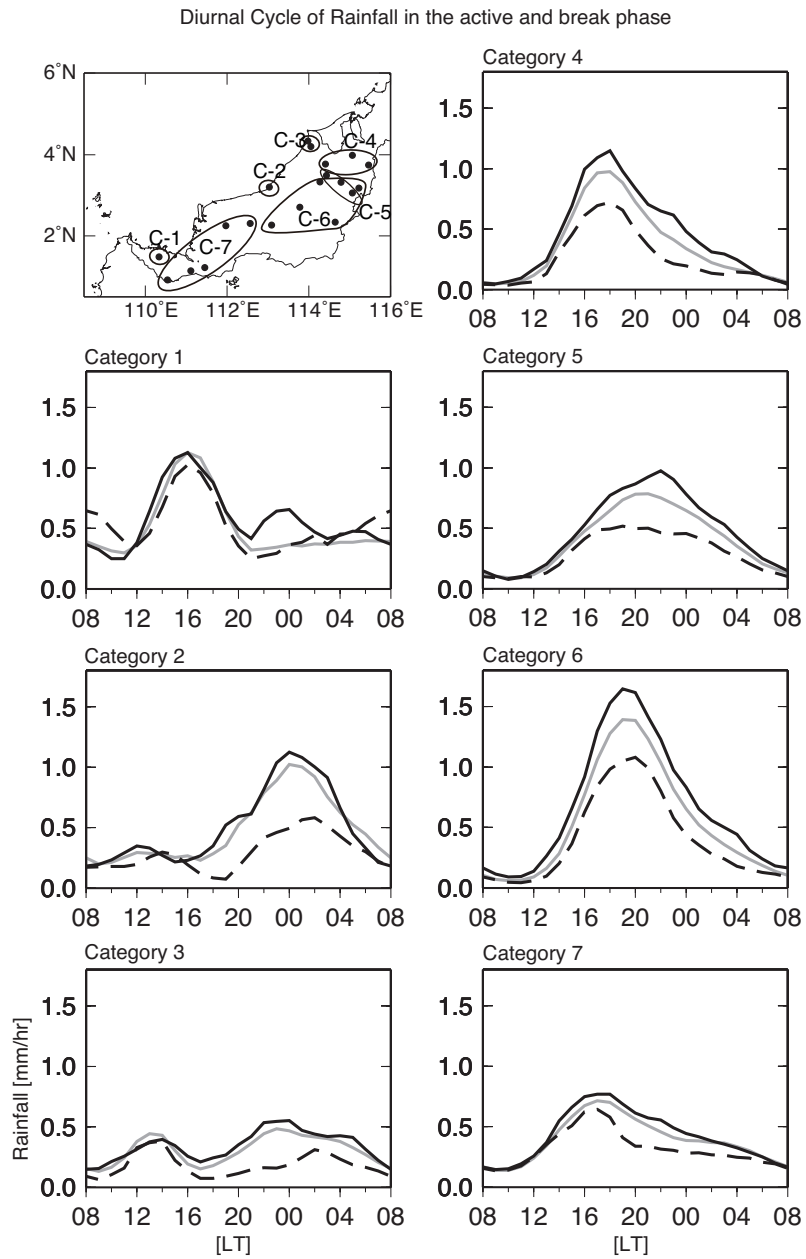 Diurnal Cycle of Rainfall in the active and break phase
6°N
4°N
2°N
110°E 112°E 114°E 116°E
C-3
C-4
C-2
C-5
C-6
C-1
C-7
Category 4
1.5
1.0
0.5
0.0
08 12 16 20 00 04 08
Category 1
1.5
1.0
0.5
0.0
08 12 16 20 00 04 08
Category 5
1.5
1.0
0.5
0.0
08 12 16 20 00 04 08
Category 2
1.5
1.0
0.5
0.0
08 12 16 20 00 04 08
Category 6
1.5
1.0
0.5
0.0
08 12 16 20 00 04 08
Category 3
Rainfall [mm/hr]
1.5
1.0
0.5
0.0
08 12 16 20 00 04 08
[LT]
Category 7
1.5
1.0
0.5
0.0
08 12 16 20 00 04 08
[LT]